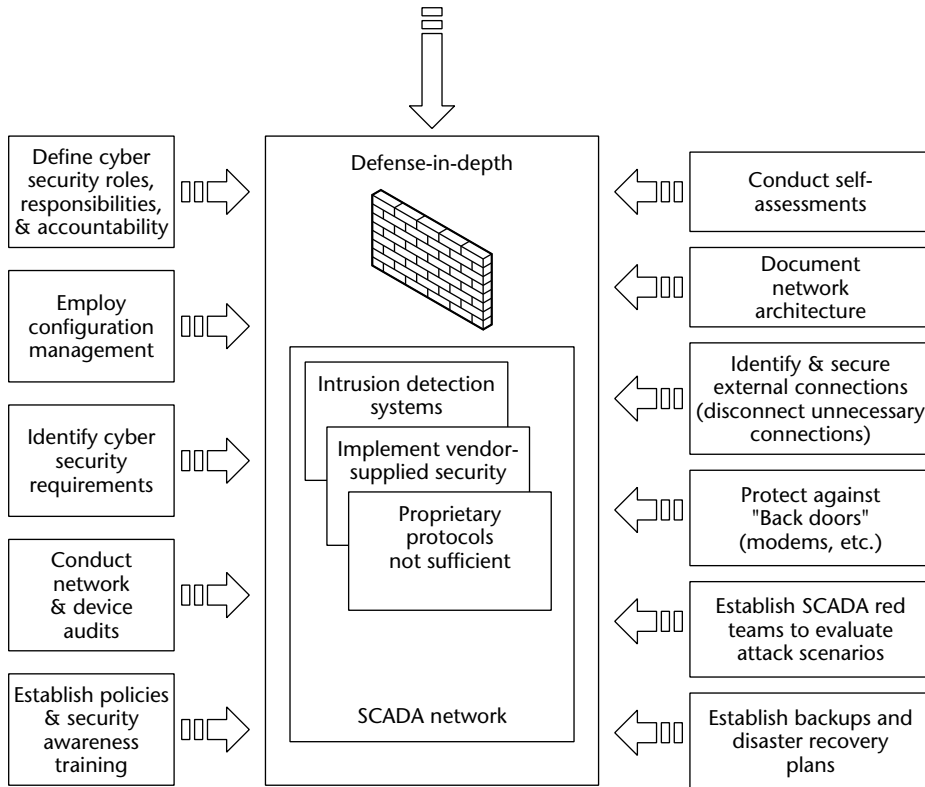 Define cyber
security roles,
responsibilities,
& accountability
Employ
configuration
management
Identify cyber
security
requirements
Conduct
network
& device
audits
Establish policies
& security
awareness
training
Defense-in-depth
Intrusion detection
systems
Implement vendor-
supplied security
Proprietary
protocols
not sufficient
SCADA network
Conduct self-
assessments
Document
network
architecture
Identify & secure
external connections
(disconnect unnecessary
connections)
Protect against
"Back doors"
(modems, etc.)
Establish SCADA red
teams to evaluate
attack scenarios
Establish backups and
disaster recovery
plans